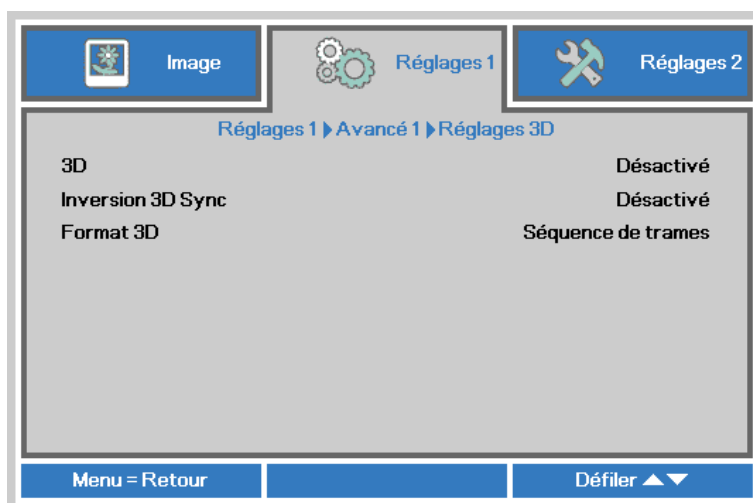 Image
Réglages 1
Réglages 2
Réglages 1 Avancé 1 Réglages 3D
3D Désactivé
Inversion 3D Sync Désactivé
Format 3D Séquence de trames
Menu = Retour
Défiler